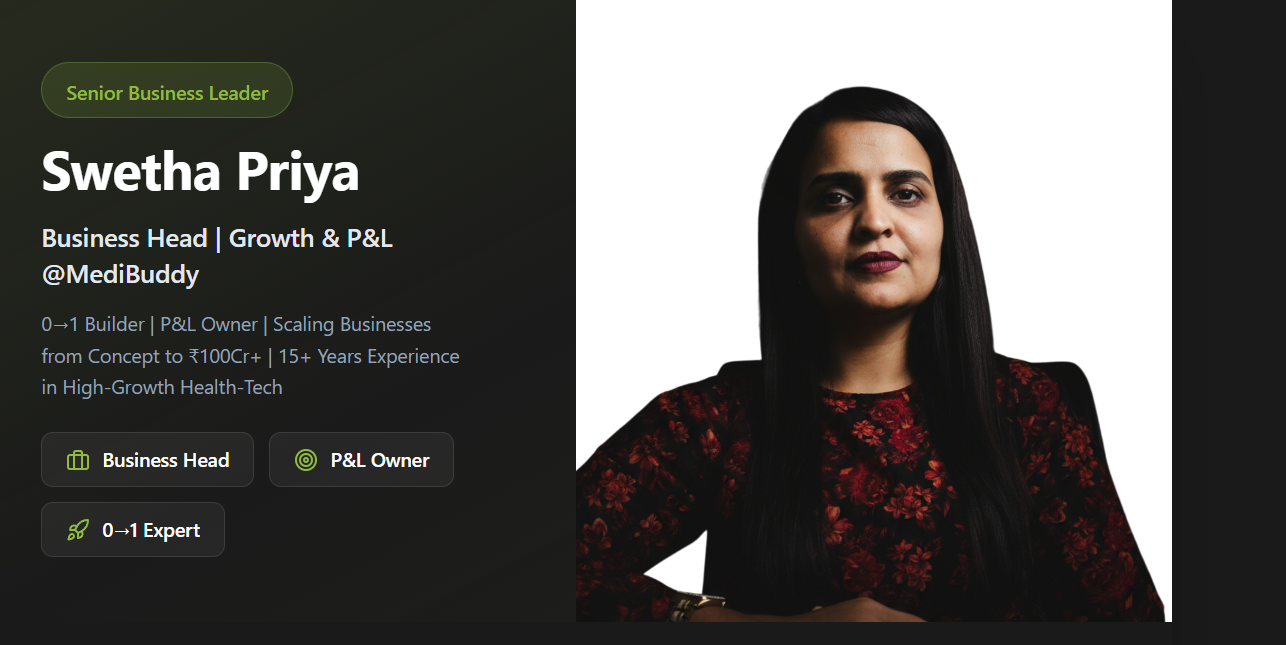 Senior Business Leader
Swetha Priya
Business Head | Growth & P&L
@MediBuddy
0→1 Builder | P&L Owner | Scaling Businesses
from Concept to ₹100Cr+ | 15+ Years Experience
in High-Growth Health-Tech
Business Head
P&L Owner
0→1 Expert